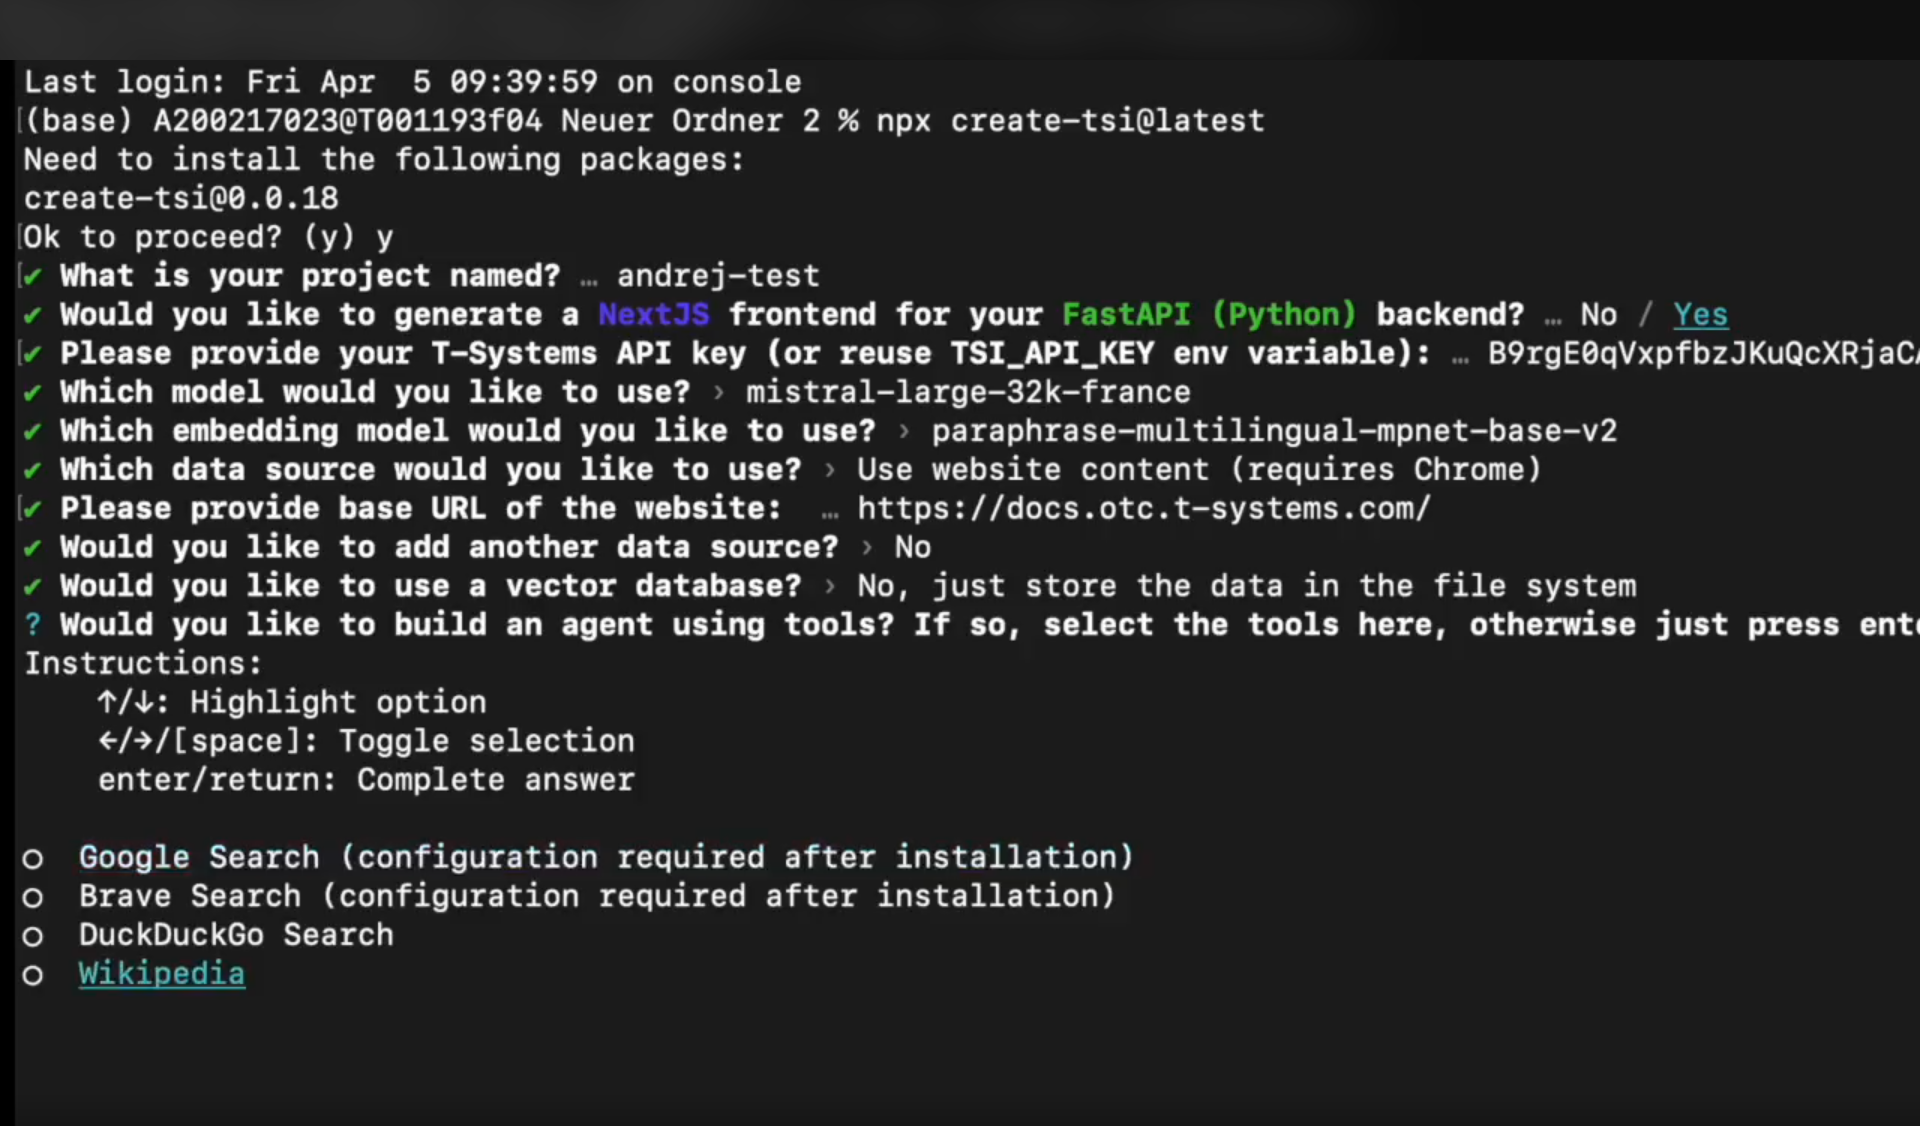 Last login: Fri Apr  5 09:39:59 on console
(base) A200217023@T001193f04 Neuer Ordner 2 % npx create-tsi@latest
Need to install the following packages:
create-tsi@0.0.18
Ok to proceed? (y) y
✔ What is your project named? … andrej-test
✔ Would you like to generate a NextJS frontend for your FastAPI (Python) backend? … No / Yes
✔ Please provide your T-Systems API key (or reuse TSI_API_KEY env variable): …
✔ Which model would you like to use? › mistral-large-32k-france
✔ Which embedding model would you like to use? › paraphrase-multilingual-mpnet-base-v2
✔ Which data source would you like to use? › Use website content (requires Chrome)
✔ Please provide base URL of the website:  … https://docs.otc.t-systems.com/
✔ Would you like to add another data source? › No
✔ Would you like to use a vector database? › No, just store the data in the file system
? Would you like to build an agent using tools? If so, select the tools here, otherwise just press
Instructions:
↑/↓: Highlight option
←/→/[space]: Toggle selection
enter/return: Complete answer
○ Google Search (configuration required after installation)
○ Brave Search (configuration required after installation)
○ DuckDuckGo Search
○ Wikipedia